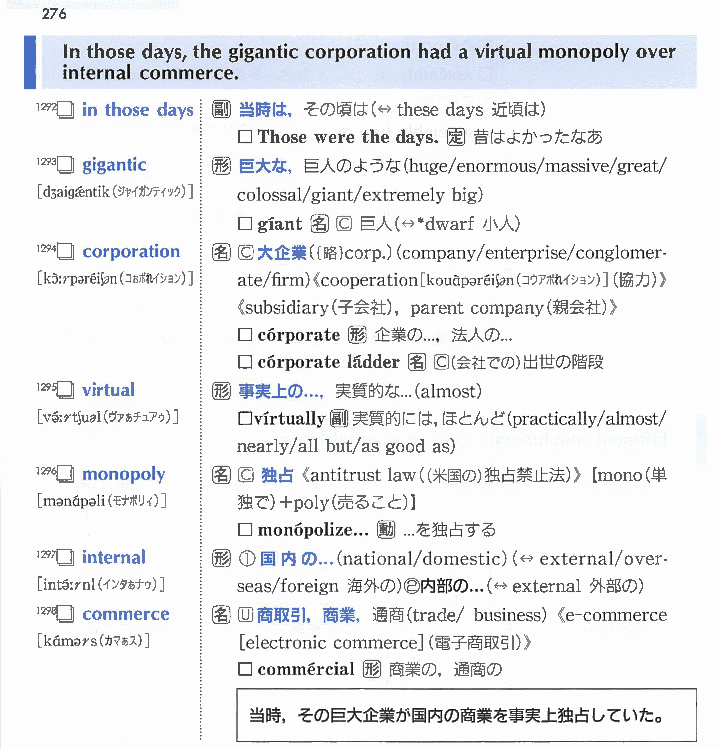 276
In those days, the gigantic corporation had a virtual monopoly over
internal commerce.
1292□ in those days 副 当時は，その頃は(↔ these days 近頃は)
□ Those were the days. 定 昔はよかったなあ
1293□ gigantic 形 巨大な，巨人のような(huge/enormous/massive/great/
[dʒaigǽntik(ジャイガンティック)] colossal/giant/extremely big)
□ gíant 名 Ⓒ 巨人(↔*dwarf 小人)
1294□ corporation 名 Ⓒ 大企業({略}corp.)(company/enterprise/conglomer-
[kɔ̀ːrpəréiʃən(コぉポれイション)] ate/firm)《cooperation[kouàpəréiʃən(コウアポれイション)](協力)》
《subsidiary(子会社)，parent company(親会社)》
□ córporate 形 企業の…，法人の…
□ córporate ládder 名 Ⓒ(会社での)出世の階段
1295□ virtual 形 事実上の…，実質的な…(almost)
[vɚ́ːrtʃuəl(ヴァぁチュアゥ)] □vírtually 副 実質的には，ほとんど(practically/almost/
nearly/all but/as good as)
1296□ monopoly 名 Ⓒ 独占《antitrust law((米国の)独占禁止法)》[mono(単
[mənápəli(モナポリィ)] 独で)+poly(売ること)]
□ monópolize… 動 …を独占する
1297□ internal 形 ①国内の…(national/domestic)(↔ external/over-
[intɚ́ːrnl(インタぁナゥ)] seas/foreign 海外の)②内部の…(↔ external 外部の)
1298□ commerce 名 Ⓤ 商取引，商業，通商(trade/ business)《e-commerce
[kámərs(カマぁス)] [electronic commerce](電子商取引)》
□ commércial 形 商業の，通商の
当時，その巨大企業が国内の商業を事実上独占していた。